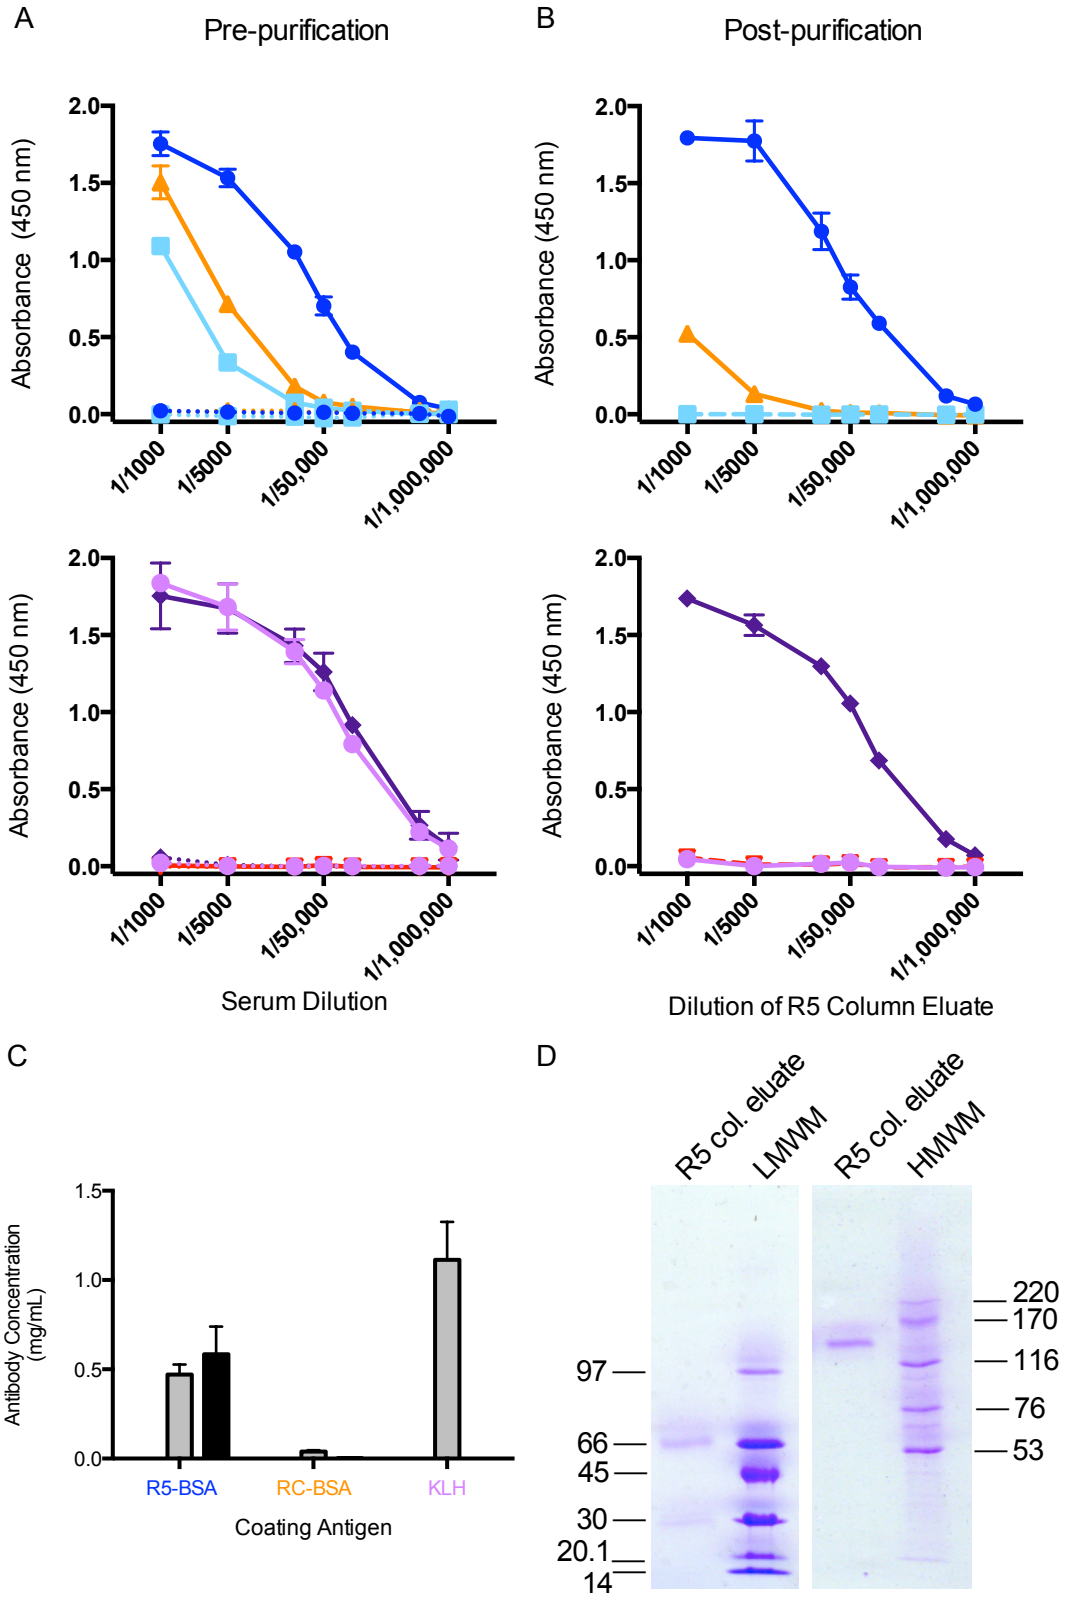 A
Pre-purification
B
Post-purification
Absorbance (450 nm)
2.0
1.5
1.0
0.5
0.0
1/1000
1/5000
1/50,000
1/1,000,000
Absorbance (450 nm)
2.0
1.5
1.0
0.5
0.0
1/1000
1/5000
1/50,000
1/1,000,000
Absorbance (450 nm)
2.0
1.5
1.0
0.5
0.0
1/1000
1/5000
1/50,000
1/1,000,000
Serum Dilution
Absorbance (450 nm)
2.0
1.5
1.0
0.5
0.0
1/1000
1/5000
1/50,000
1/1,000,000
Dilution of R5 Column Eluate
C
Antibody Concentration
(mg/mL)
1.5
1.0
0.5
0.0
R5-BSA
RC-BSA
KLH
Coating Antigen
D
R5 col. eluate
LMWM
R5 col. eluate
HMWM
97
66
45
30
20.1
14
220
170
116
76
53